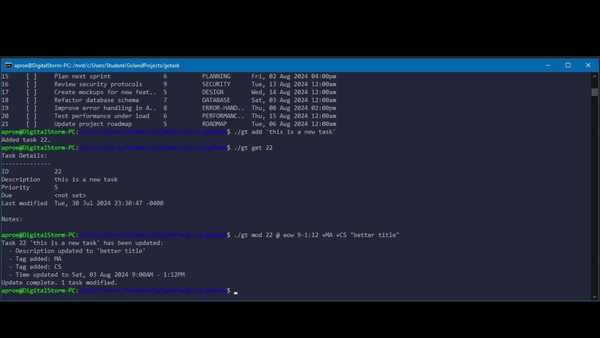 aproe@DigitalStorm-PC: /mnt/c/Users/Student/GolandProjects/gotask
15 [ ] Plan next sprint 6 PLANNING Fri, 02 Aug 2024 04:00pm
16 [ ] Review security protocols 9 SECURITY Tue, 13 Aug 2024 12:00am
17 [ ] Create mockups for new feat.. 5 DESIGN Wed, 14 Aug 2024 12:00am
18 [ ] Refactor database schema 7 DATABASE Sat, 03 Aug 2024 12:00am
19 [ ] Improve error handling in A.. 8 ERROR-HAND.. Thu, 08 Aug 2024 02:00pm
20 [ ] Test performance under load 6 PERFORMANC.. Thu, 15 Aug 2024 12:00am
21 [ ] Update project roadmap 5 ROADMAP Tue, 06 Aug 2024 12:00am
aproe@DigitalStorm-PC:/mnt/c/Users/Student/GolandProjects/gotask$ ./gt add 'this is a new task'
Added task 22.
aproe@DigitalStorm-PC:/mnt/c/Users/Student/GolandProjects/gotask$ ./gt get 22
Task Details:
-------------
ID 22
Description this is a new task
Priority 5
Due <not set>
Last modified Tue, 30 Jul 2024 23:30:47 -0400
Notes:
aproe@DigitalStorm-PC:/mnt/c/Users/Student/GolandProjects/gotask$ ./gt mod 22 @ eow 9-1:12 +MA +CS "better title"
Task 22 'this is a new task' has been updated:
- Description updated to 'better title'
- Tag added: MA
- Tag added: CS
- Time updated to Sat, 03 Aug 2024 9:00AM - 1:12PM
Update complete. 1 task modified.
aproe@DigitalStorm-PC:/mnt/c/Users/Student/GolandProjects/gotask$